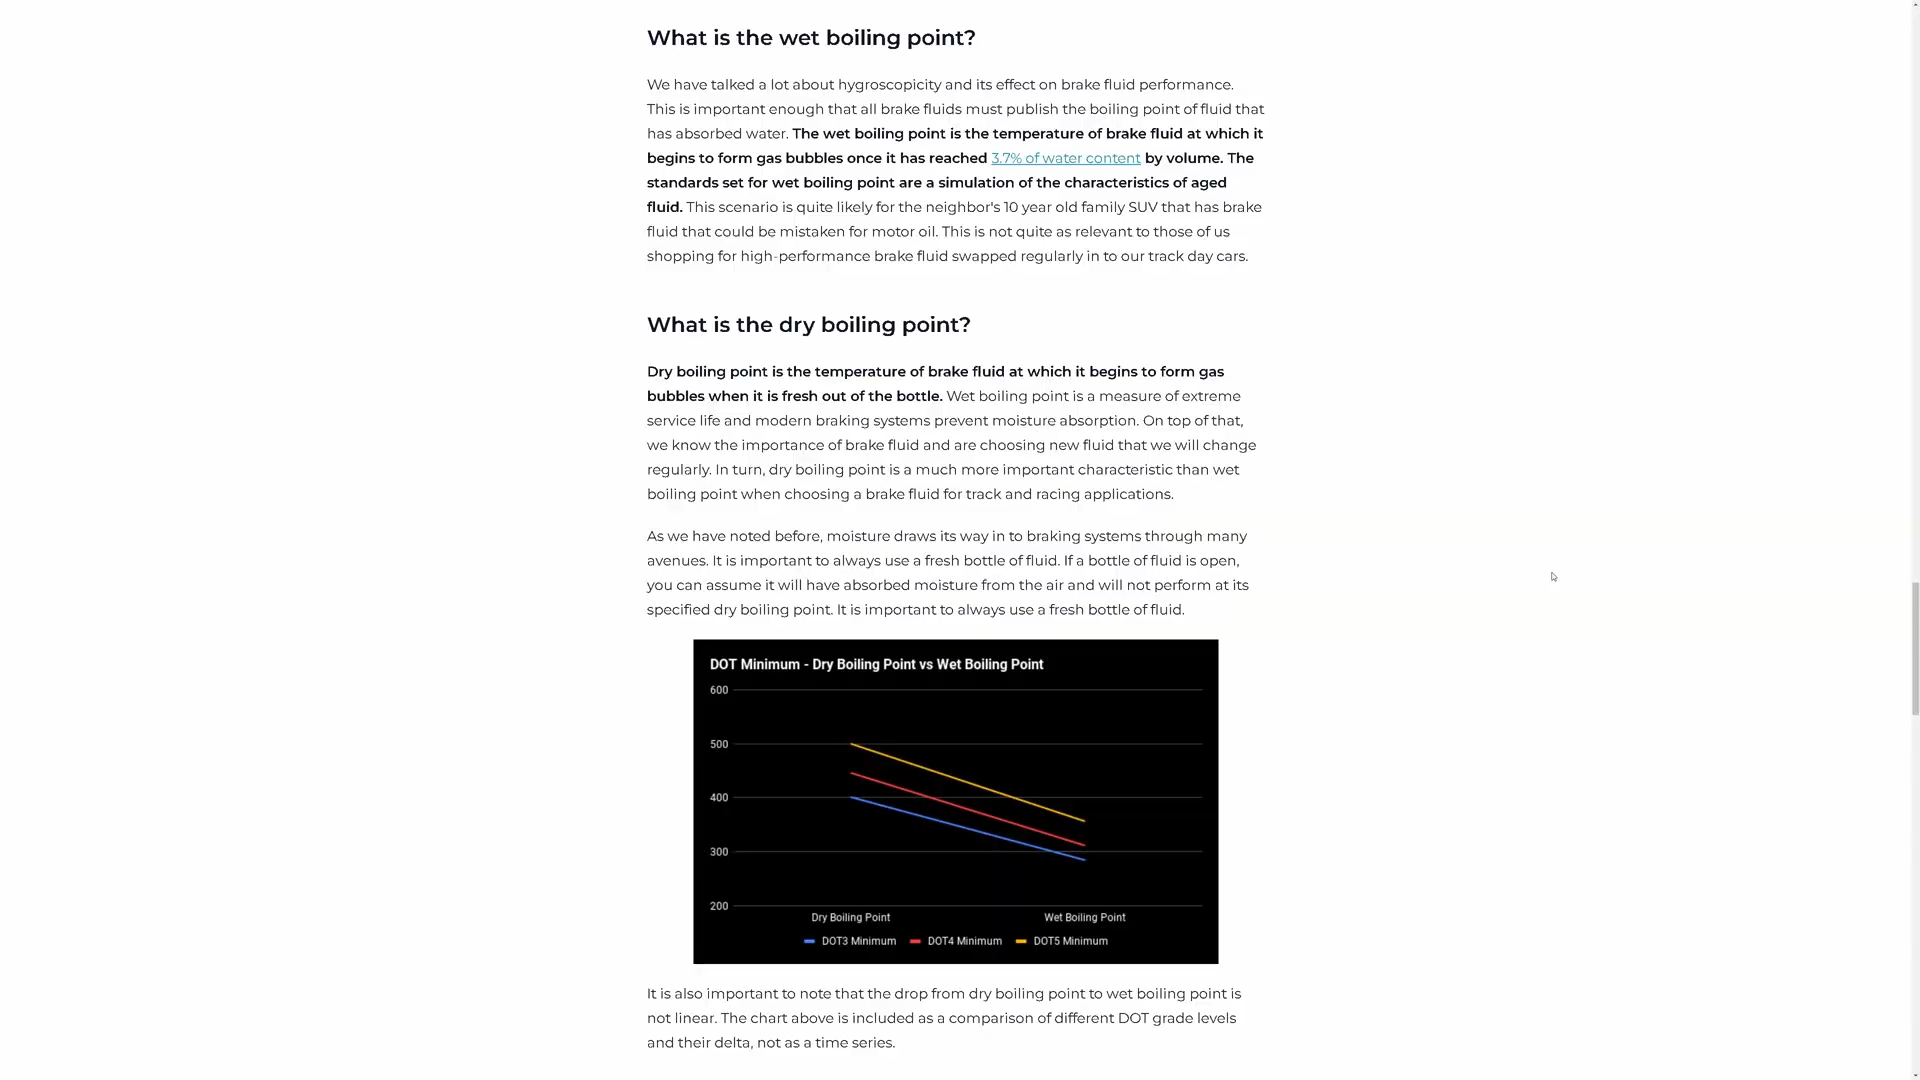 What is the wet boiling point?
We have talked a lot about hygroscopicity and its effect on brake fluid performance.
This is important enough that all brake fluids must publish the boiling point of fluid that
has absorbed water. The wet boiling point is the temperature of brake fluid at which it
begins to form gas bubbles once it has reached 3.7% of water content by volume. The
standards set for wet boiling point are a simulation of the characteristics of aged
fluid. This scenario is quite likely for the neighbor's 10 year old family SUV that has brake
fluid that could be mistaken for motor oil. This is not quite as relevant to those of us
shopping for high-performance brake fluid swapped regularly in to our track day cars.
What is the dry boiling point?
Dry boiling point is the temperature of brake fluid at which it begins to form gas
bubbles when it is fresh out of the bottle. Wet boiling point is a measure of extreme
service life and modern braking systems prevent moisture absorption. On top of that,
we know the importance of brake fluid and are choosing new fluid that we will change
regularly. In turn, dry boiling point is a much more important characteristic than wet
boiling point when choosing a brake fluid for track and racing applications.
As we have noted before, moisture draws its way in to braking systems through many
avenues. It is important to always use a fresh bottle of fluid. If a bottle of fluid is open,
you can assume it will have absorbed moisture from the air and will not perform at its
specified dry boiling point. It is important to always use a fresh bottle of fluid.
DOT Minimum - Dry Boiling Point vs Wet Boiling Point
600
500
400
300
200
Dry Boiling Point Wet Boiling Point
DOT3 Minimum DOT4 Minimum DOT5 Minimum
It is also important to note that the drop from dry boiling point to wet boiling point is
not linear. The chart above is included as a comparison of different DOT grade levels
and their delta, not as a time series.